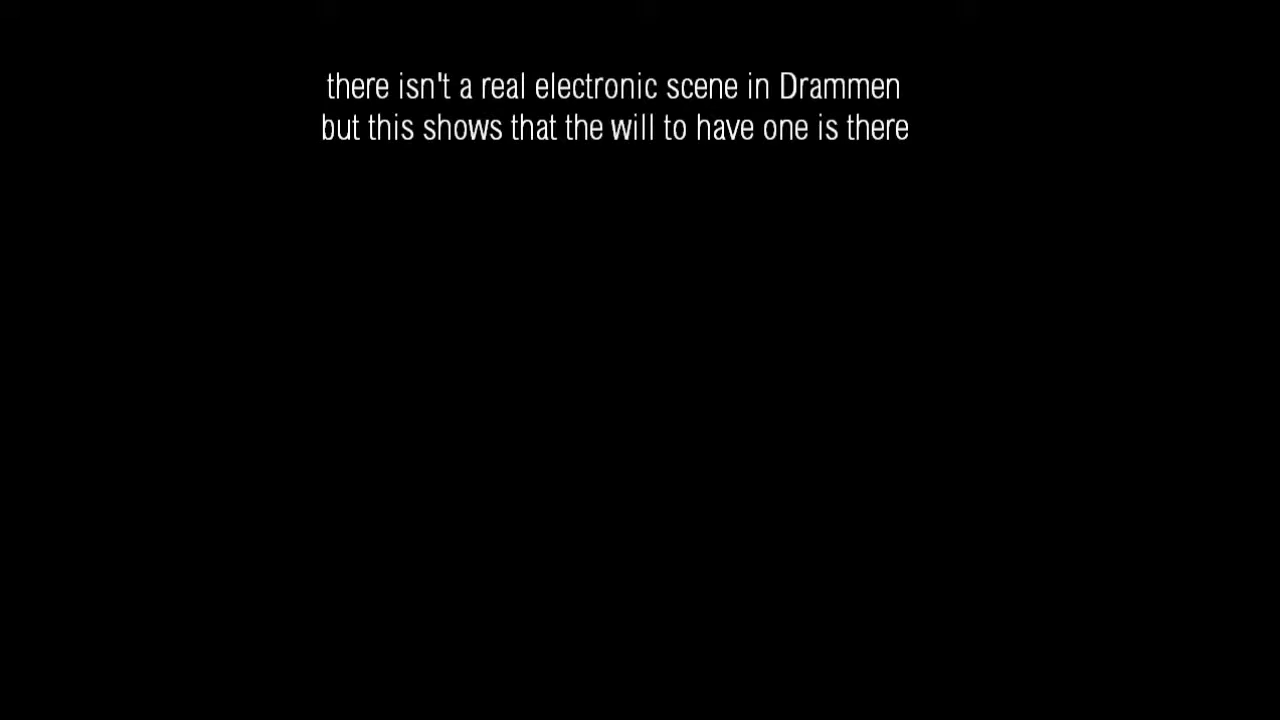 there isn't a real electronic scene in Drammen
but this shows that the will to have one is there